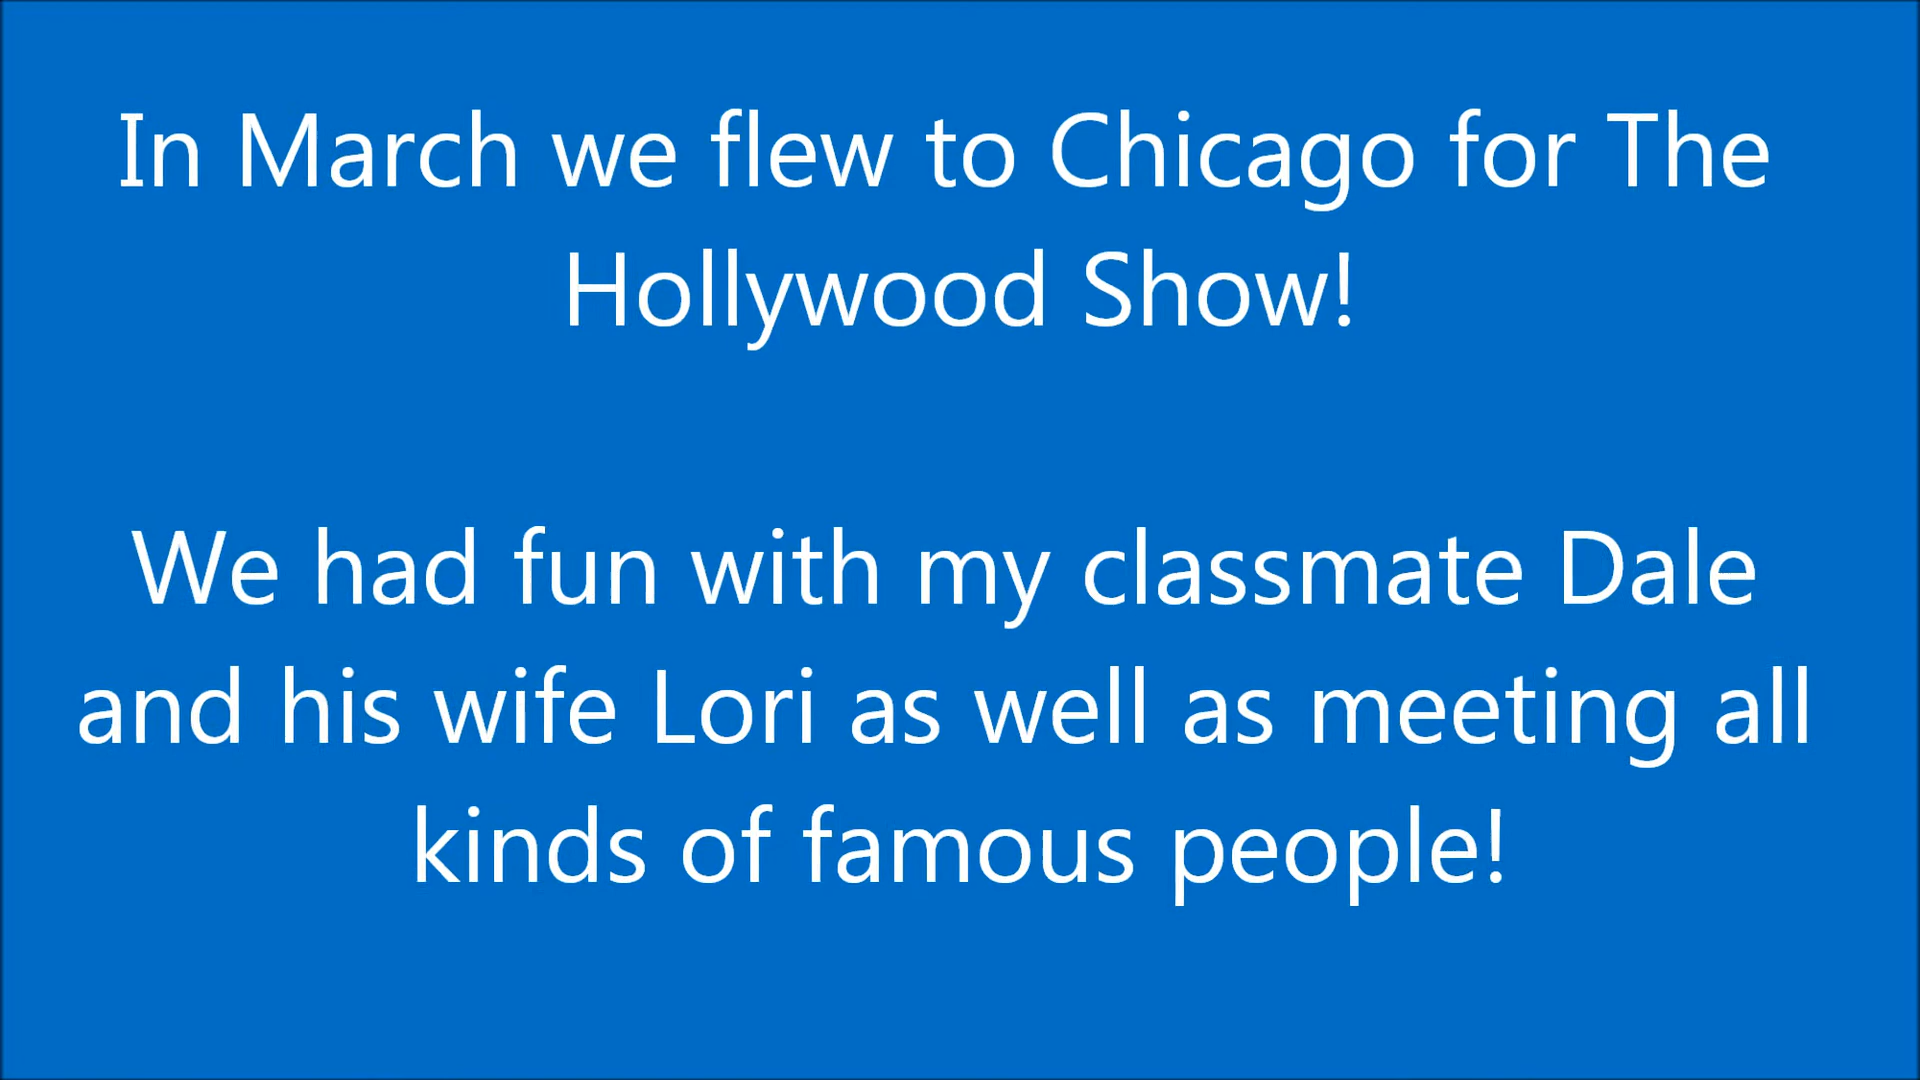 In March we flew to Chicago for The
Hollywood Show!
We had fun with my classmate Dale
and his wife Lori as well as meeting all
kinds of famous people!